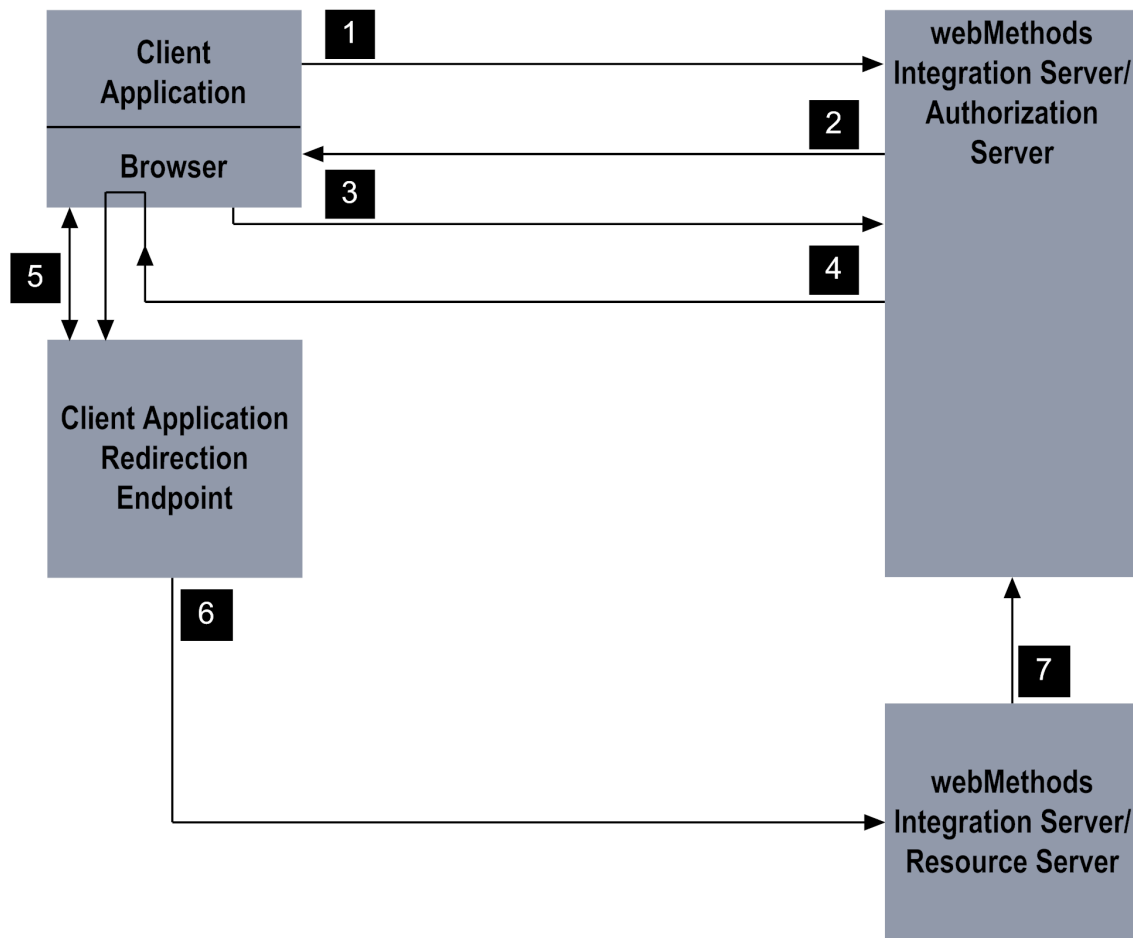 Client
Application
Browser
1
webMethods
Integration Server/
Authorization
Server
2
3
4
5
Client Application
Redirection
Endpoint
6
7
webMethods
Integration Server/
Resource Server